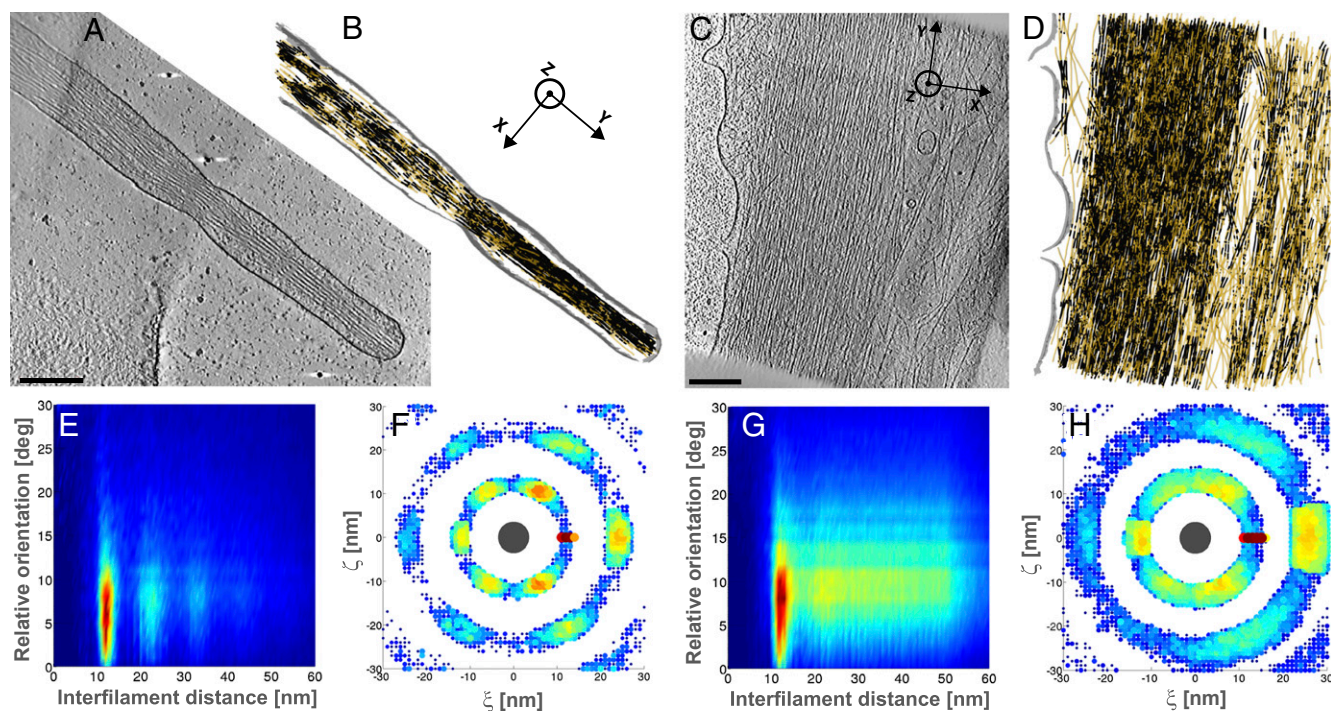 A
B
Z
X
Y
C
Y
Z
X
D
E
Relative orientation [deg]
30
25
20
15
10
5
0
0 10 20 30 40 50 60
Interfilament distance [nm]
F
ζ [nm]
30
20
10
0
-10
-20
-30
-30 -20 -10 0 10 20 30
ξ [nm]
G
Relative orientation [deg]
30
25
20
15
10
5
0
0 10 20 30 40 50 60
Interfilament distance [nm]
H
ζ [nm]
30
20
10
0
-10
-20
-30
-30 -20 -10 0 10 20 30
ξ [nm]